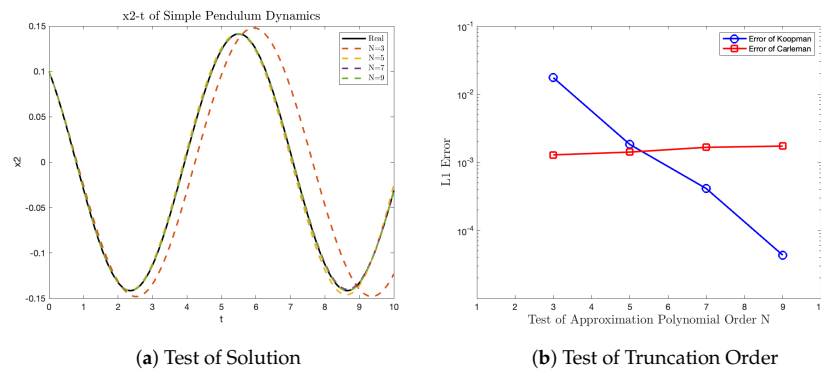 x2-t of Simple Pendulum Dynamics
0.15
0.1
0.05
0
-0.05
-0.1
-0.15
x2
0 1 2 3 4 5 6 7 8 9 10
t
Real
N=3
N=5
N=7
N=9
(a) Test of Solution
Error of Koopman
Error of Carleman
10-1
10-2
10-3
10-4
L1 Error
1 2 3 4 5 6 7 8 9
Test of Approximation Polynomial Order N
(b) Test of Truncation Order